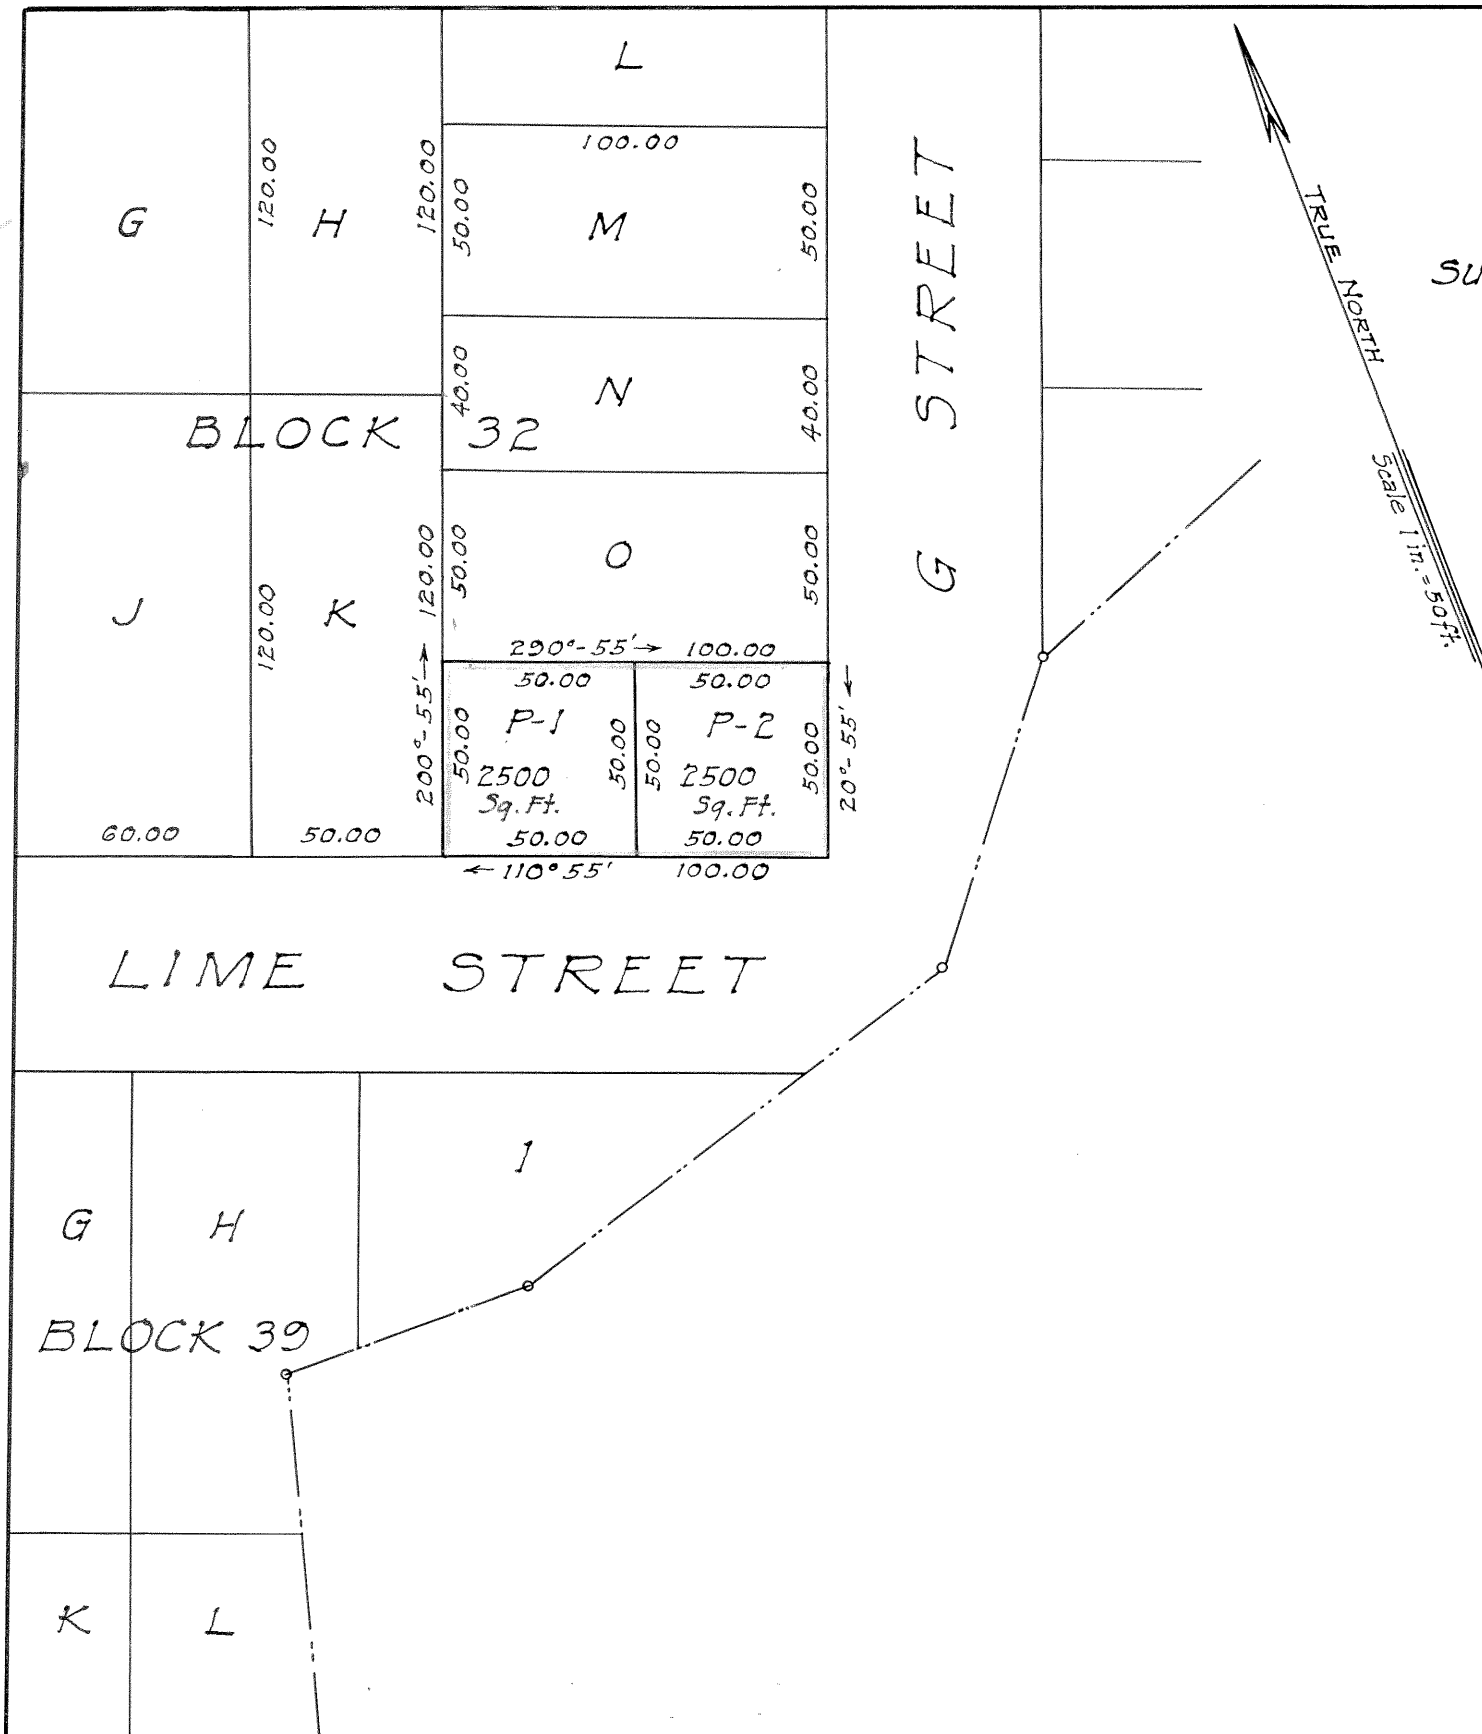 L
100.00
G
120.00
H
120.00
50.00
M
50.00
G STREET
TRUE NORTH
SU
Scale 1 in. = 50 ft.
40.00
N
40.00
BLOCK 32
J
120.00
K
120.00
50.00
O
50.00
290°-55' → 100.00
200°-55' →
50.00
50.00
P-1
P-2
50.00
50.00
50.00
50.00
20°-55' ←
2500
Sq. Ft.
2500
Sq. Ft.
60.00
50.00
50.00
50.00
← 110°55' 100.00
LIME STREET
1
G
H
BLOCK 39
K
L